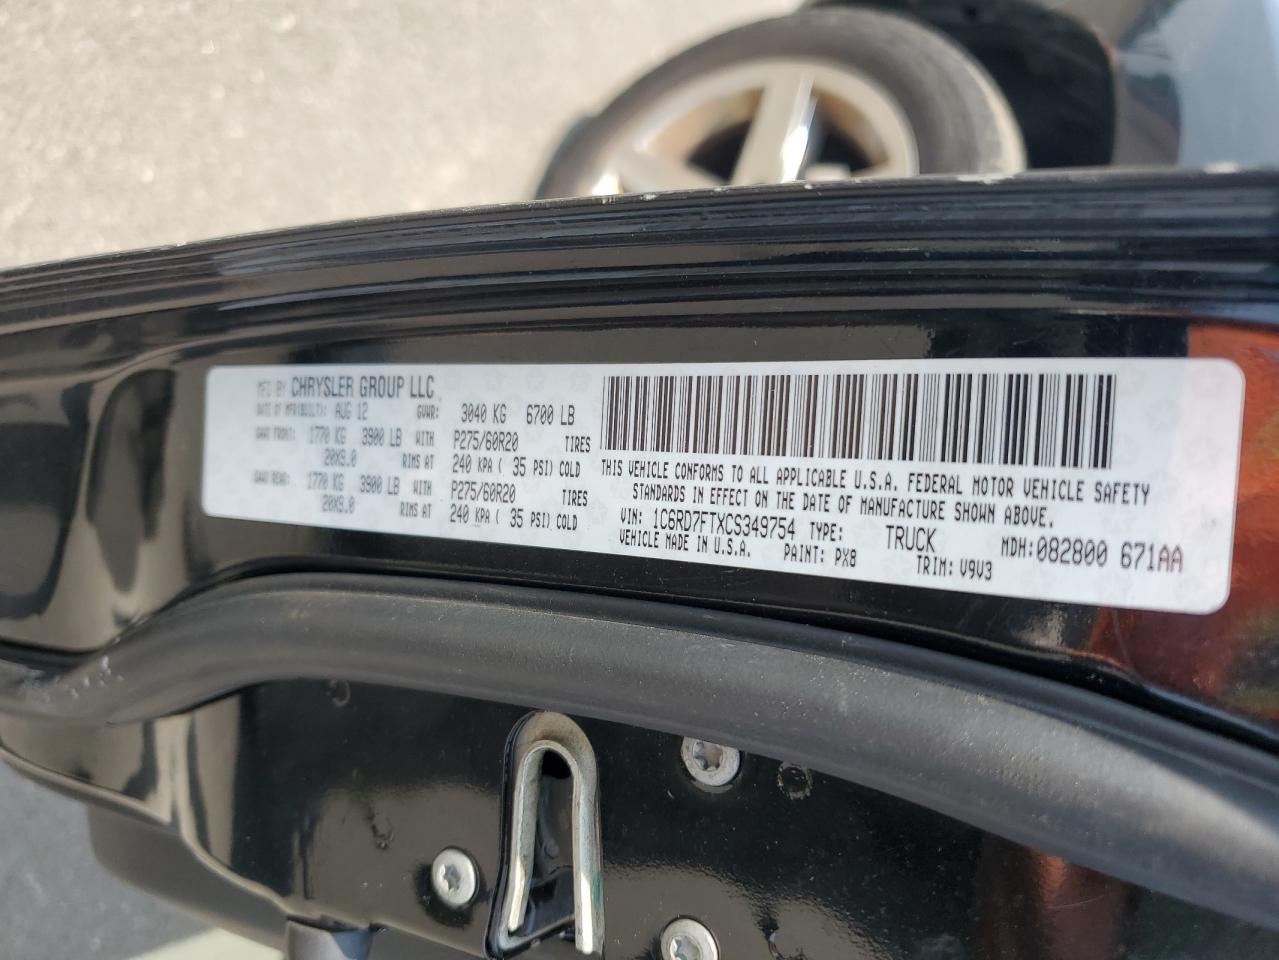 MFD BY CHRYSLER GROUP LLC
DATE OF MFR(BUILT): AUG 12 GVWR: 3040 KG 6700 LB
GAWR FRONT: 1770 KG 3900 LB WITH P275/60R20 TIRES
20X9.0 RIMS AT 240 KPA ( 35 PSI) COLD
GAWR REAR: 1770 KG 3900 LB WITH P275/60R20 TIRES
20X9.0 RIMS AT 240 KPA ( 35 PSI) COLD
THIS VEHICLE CONFORMS TO ALL APPLICABLE U.S.A. FEDERAL MOTOR VEHICLE SAFETY
STANDARDS IN EFFECT ON THE DATE OF MANUFACTURE SHOWN ABOVE.
VIN: 1C6RD7FTXCS349754 TYPE: TRUCK MDH:082800 671AA
VEHICLE MADE IN U.S.A. PAINT: PX8 TRIM: V9V3